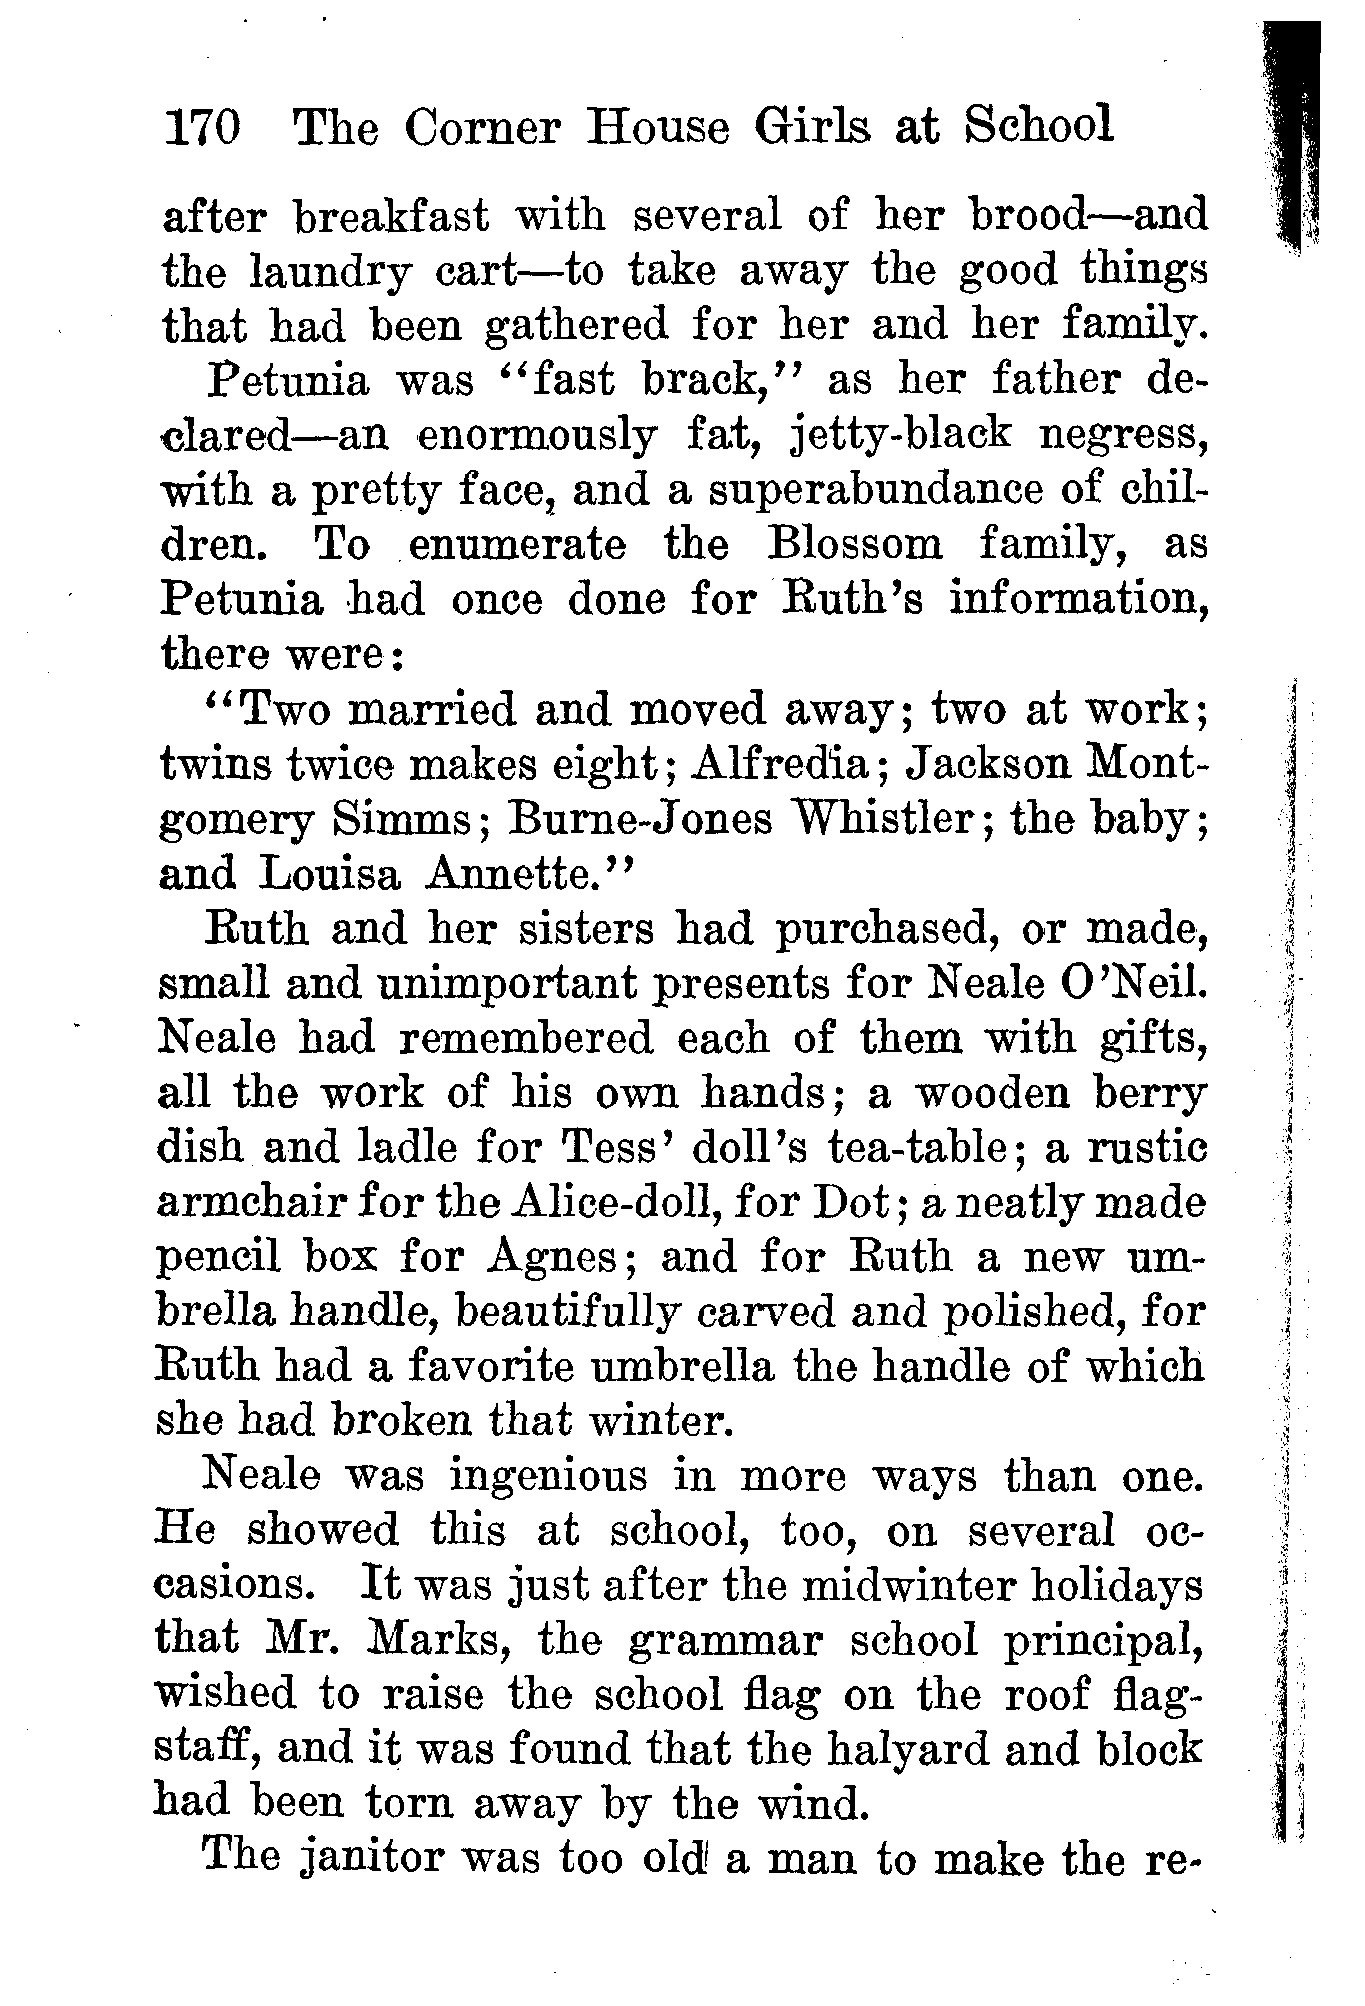 170 The Corner House Girls at School
after breakfast with several of her brood—and
the laundry cart—to take away the good things
that had been gathered for her and her family.
Petunia was “fast brack,” as her father de-
clared—an enormously fat, jetty-black negress,
with a pretty face, and a superabundance of chil-
dren. To enumerate the Blossom family, as
Petunia had once done for Ruth’s information,
there were:
“Two married and moved away; two at work;
twins twice makes eight; Alfredia; Jackson Mont-
gomery Simms; Burne-Jones Whistler; the baby;
and Louisa Annette.”
Ruth and her sisters had purchased, or made,
small and unimportant presents for Neale O’Neil.
Neale had remembered each of them with gifts,
all the work of his own hands; a wooden berry
dish and ladle for Tess’ doll’s tea-table; a rustic
armchair for the Alice-doll, for Dot; a neatly made
pencil box for Agnes; and for Ruth a new um-
brella handle, beautifully carved and polished, for
Ruth had a favorite umbrella the handle of which
she had broken that winter.
Neale was ingenious in more ways than one.
He showed this at school, too, on several oc-
casions. It was just after the midwinter holidays
that Mr. Marks, the grammar school principal,
wished to raise the school flag on the roof flag-
staff, and it was found that the halyard and block
had been torn away by the wind.
The janitor was too old a man to make the re-